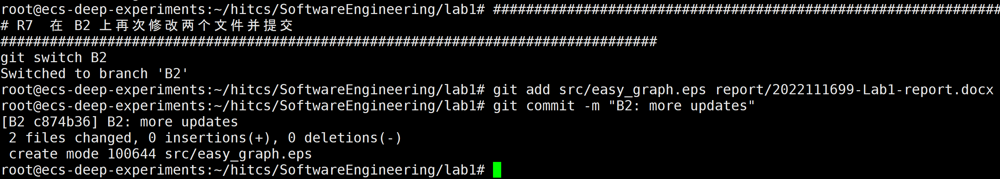 root@ecs-deep-experiments:~/hitcs/SoftwareEngineering/lab1# ##############################################################
# R7  在 B2 上再次修改两个文件并提交
################################################################################
git switch B2
Switched to branch 'B2'
root@ecs-deep-experiments:~/hitcs/SoftwareEngineering/lab1# git add src/easy_graph.eps report/2022111699-Lab1-report.docx
root@ecs-deep-experiments:~/hitcs/SoftwareEngineering/lab1# git commit -m "B2: more updates"
[B2 c874b36] B2: more updates
 2 files changed, 0 insertions(+), 0 deletions(-)
 create mode 100644 src/easy_graph.eps
root@ecs-deep-experiments:~/hitcs/SoftwareEngineering/lab1#